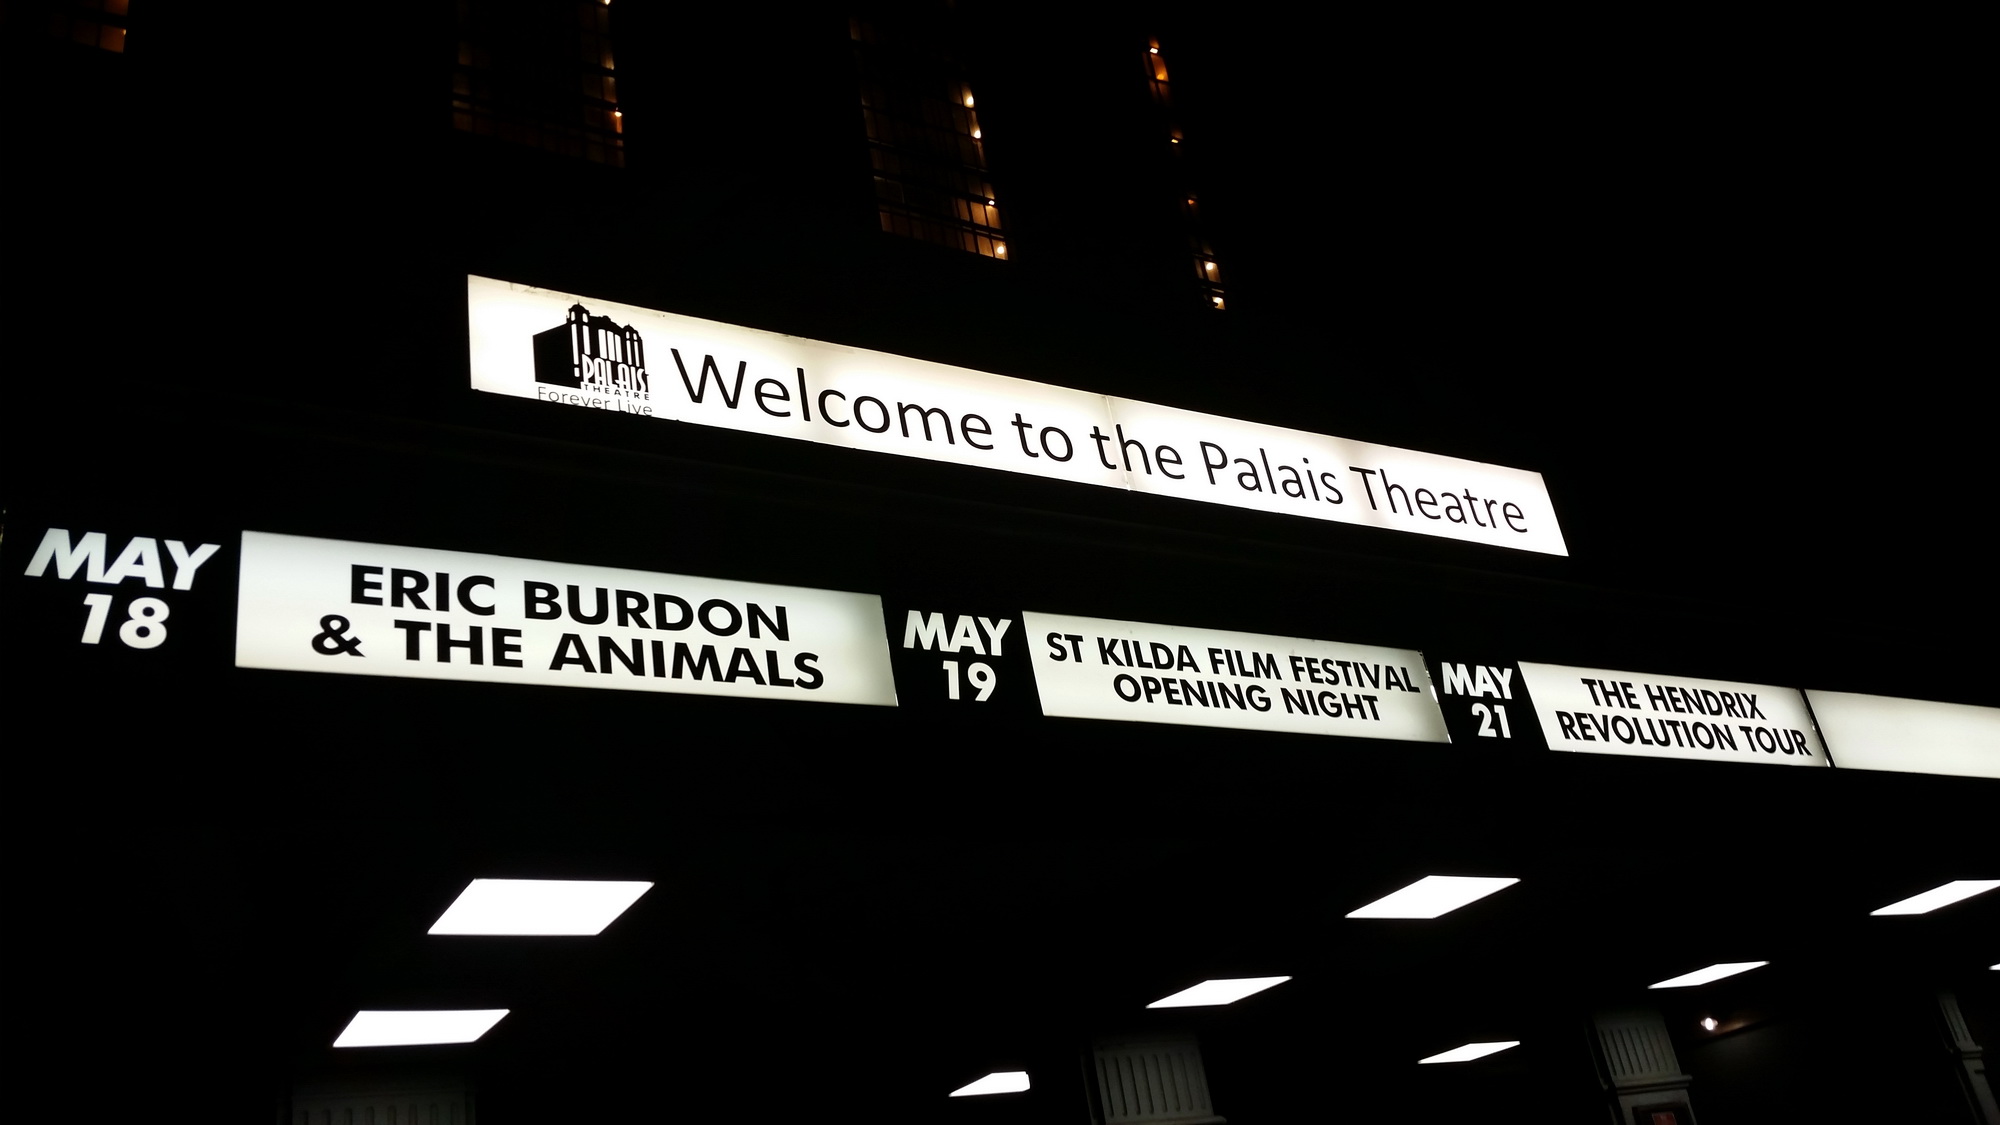 PALAIS
THEATRE
Forever Live
Welcome to the Palais Theatre
MAY
18
ERIC BURDON
& THE ANIMALS
MAY
19
ST KILDA FILM FESTIVAL
OPENING NIGHT
MAY
21
THE HENDRIX
REVOLUTION TOUR